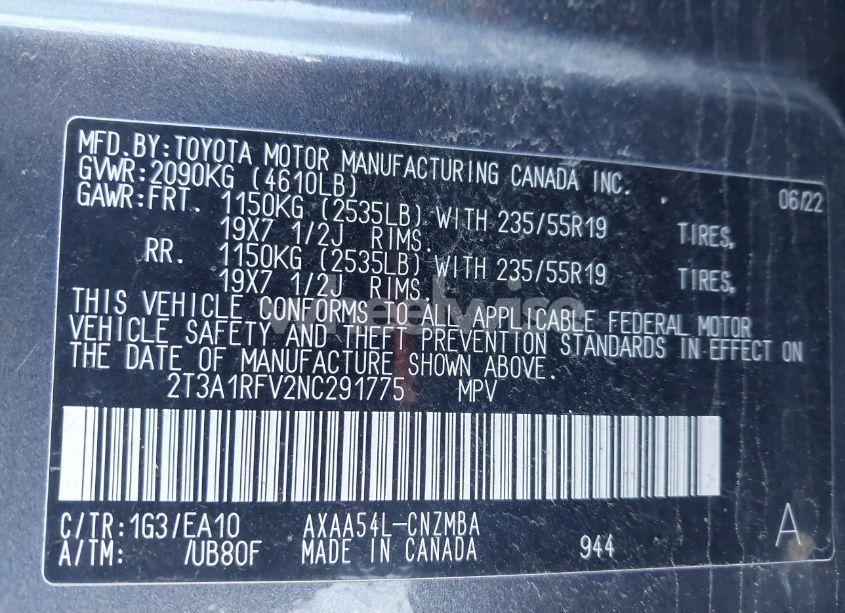 MFD.BY:TOYOTA MOTOR MANUFACTURING CANADA INC. 06/22
GVWR:2090KG (4610LB)
GAWR:FRT. 1150KG (2535LB) WITH 235/55R19 TIRES,
19X7 1/2J RIMS.
RR. 1150KG (2535LB) WITH 235/55R19 TIRES,
19X7 1/2J RIMS.
THIS VEHICLE CONFORMS TO ALL APPLICABLE FEDERAL MOTOR
VEHICLE SAFETY AND THEFT PREVENTION STANDARDS IN EFFECT ON
THE DATE OF MANUFACTURE SHOWN ABOVE.
2T3A1RFV2NC291775 MPV
C/TR:1G3/EA10 AXAA54L-CNZMBA A
A/TM: /UB80F MADE IN CANADA 944